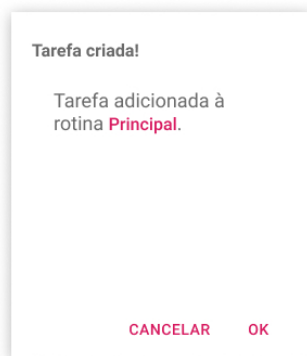 Tarefa criada!
Tarefa adicionada à
rotina Principal.
CANCELAR OK